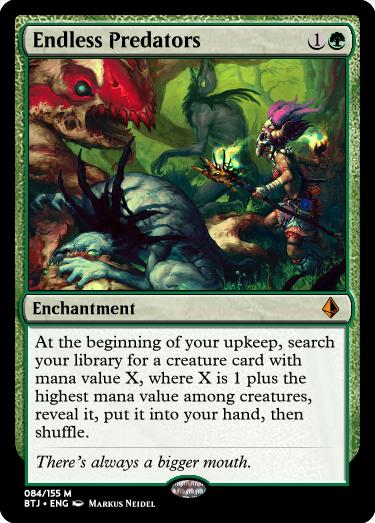 Endless Predators 1
Enchantment
At the beginning of your upkeep, search
your library for a creature card with
mana value X, where X is 1 plus the
highest mana value among creatures,
reveal it, put it into your hand, then
shuffle.
There's always a bigger mouth.
084/155 M
BTJ • ENG MARKUS NEIDEL